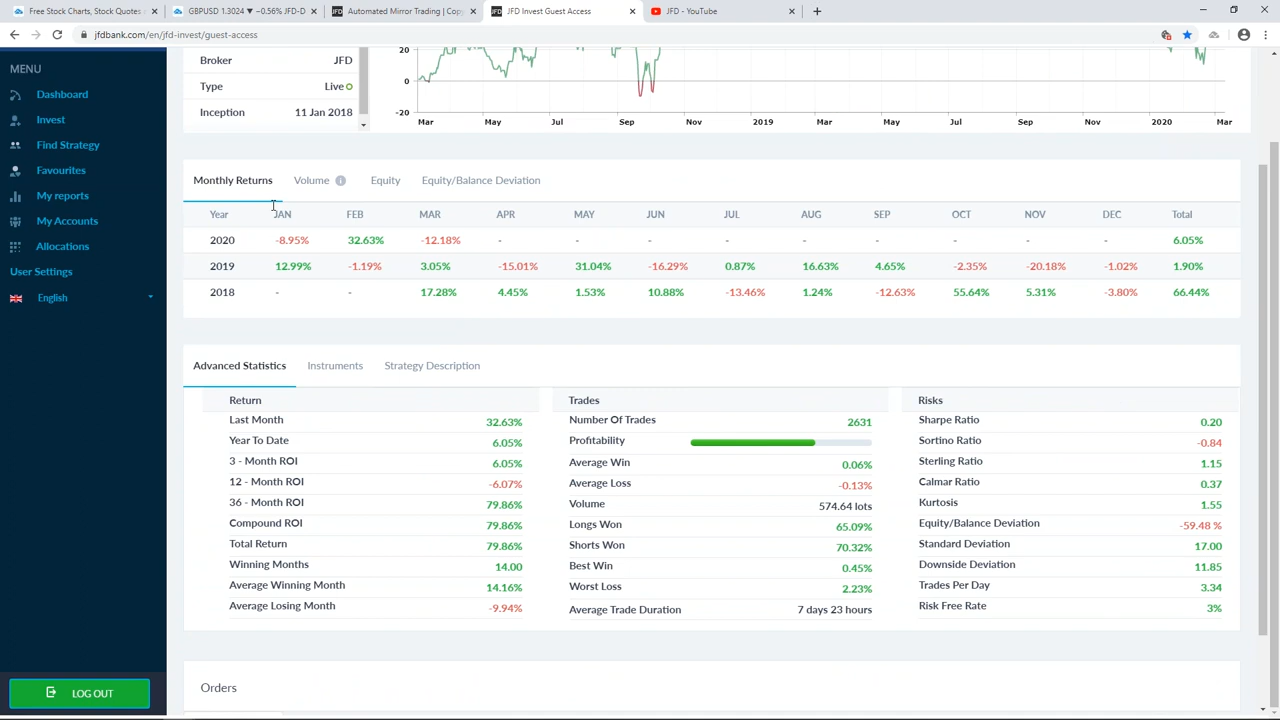 Free Stock Charts, Stock Quotes
GBPUSD 1.3024 ▼ −0.56% JFD-D
Automated Mirror Trading | Copy
JFD Invest Guest Access
JFD - YouTube
jfdbank.com/en/jfd-invest/guest-access
MENU
Dashboard
Invest
Find Strategy
Favourites
My reports
My Accounts
Allocations
User Settings
English
LOG OUT
Broker JFD
Type Live
Inception 11 Jan 2018
20
0
-20
Mar May Jul Sep Nov 2019 Mar May Jul Sep Nov 2020 Mar
Monthly Returns Volume Equity Equity/Balance Deviation
Year JAN FEB MAR APR MAY JUN JUL AUG SEP OCT NOV DEC Total
2020 -8.95% 32.63% -12.18% - - - - - - - - - 6.05%
2019 12.99% -1.19% 3.05% -15.01% 31.04% -16.29% 0.87% 16.63% 4.65% -2.35% -20.18% -1.02% 1.90%
2018 - - 17.28% 4.45% 1.53% 10.88% -13.46% 1.24% -12.63% 55.64% 5.31% -3.80% 66.44%
Advanced Statistics Instruments Strategy Description
Return
Last Month 32.63%
Year To Date 6.05%
3 - Month ROI 6.05%
12 - Month ROI -6.07%
36 - Month ROI 79.86%
Compound ROI 79.86%
Total Return 79.86%
Winning Months 14.00
Average Winning Month 14.16%
Average Losing Month -9.94%
Trades
Number Of Trades 2631
Profitability
Average Win 0.06%
Average Loss -0.13%
Volume 574.64 lots
Longs Won 65.09%
Shorts Won 70.32%
Best Win 0.45%
Worst Loss 2.23%
Average Trade Duration 7 days 23 hours
Risks
Sharpe Ratio 0.20
Sortino Ratio -0.84
Sterling Ratio 1.15
Calmar Ratio 0.37
Kurtosis 1.55
Equity/Balance Deviation -59.48 %
Standard Deviation 17.00
Downside Deviation 11.85
Trades Per Day 3.34
Risk Free Rate 3%
Orders